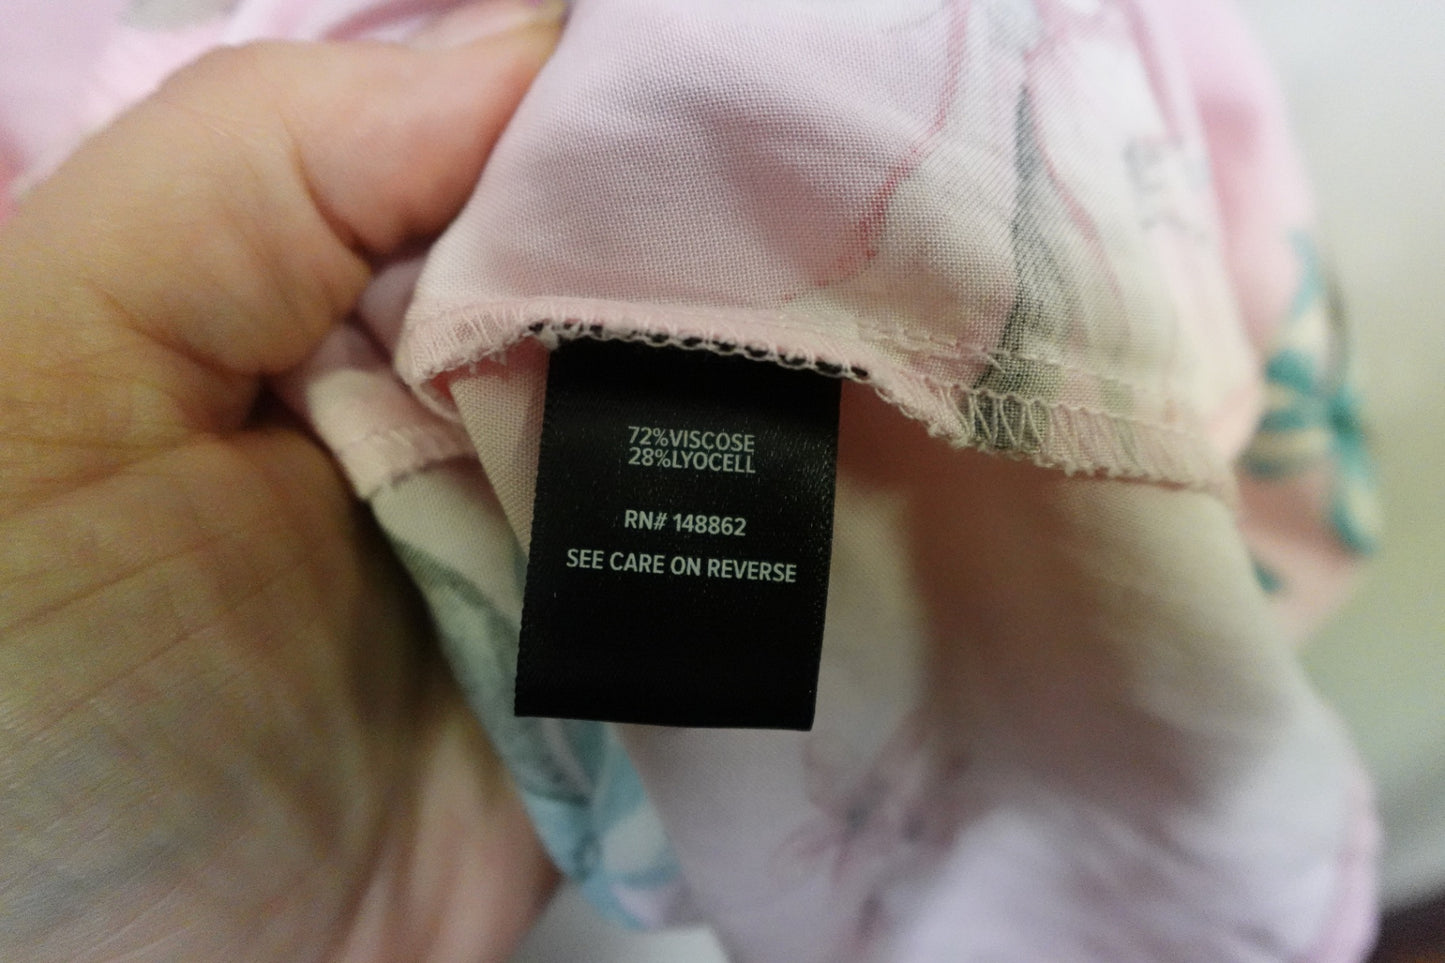 72%VISCOSE
28%LYOCELL
RN# 148862
SEE CARE ON REVERSE